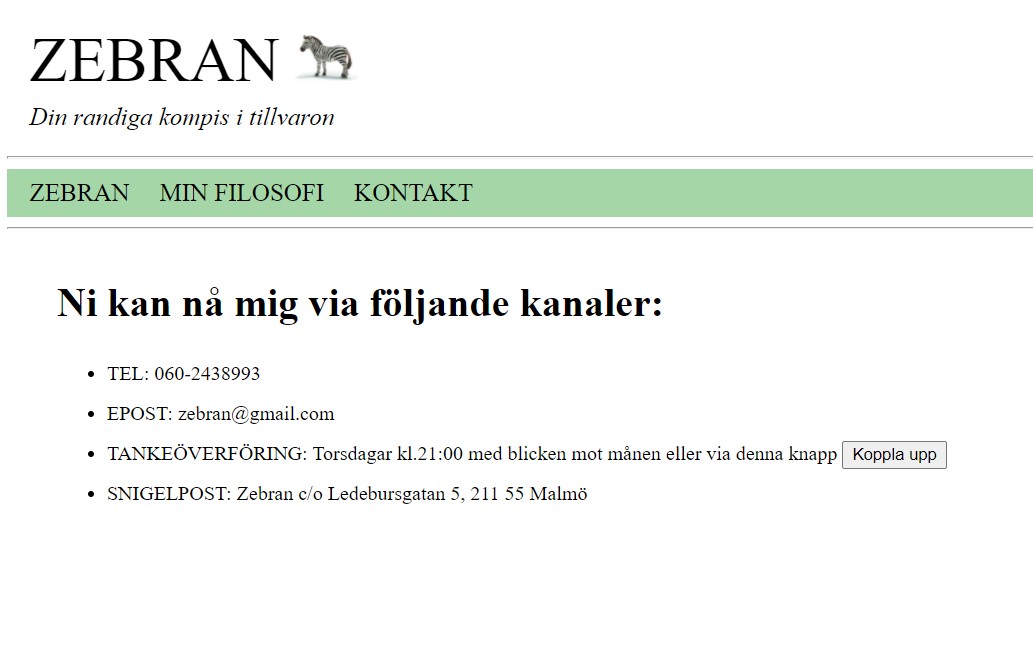 ZEBRAN
Din randiga kompis i tillvaron
ZEBRAN MIN FILOSOFI KONTAKT
Ni kan nå mig via följande kanaler:
• TEL: 060-2438993
• EPOST: zebran@gmail.com
• TANKEÖVERFÖRING: Torsdagar kl.21:00 med blicken mot månen eller via denna knapp Koppla upp
• SNIGELPOST: Zebran c/o Ledebursgatan 5, 211 55 Malmö